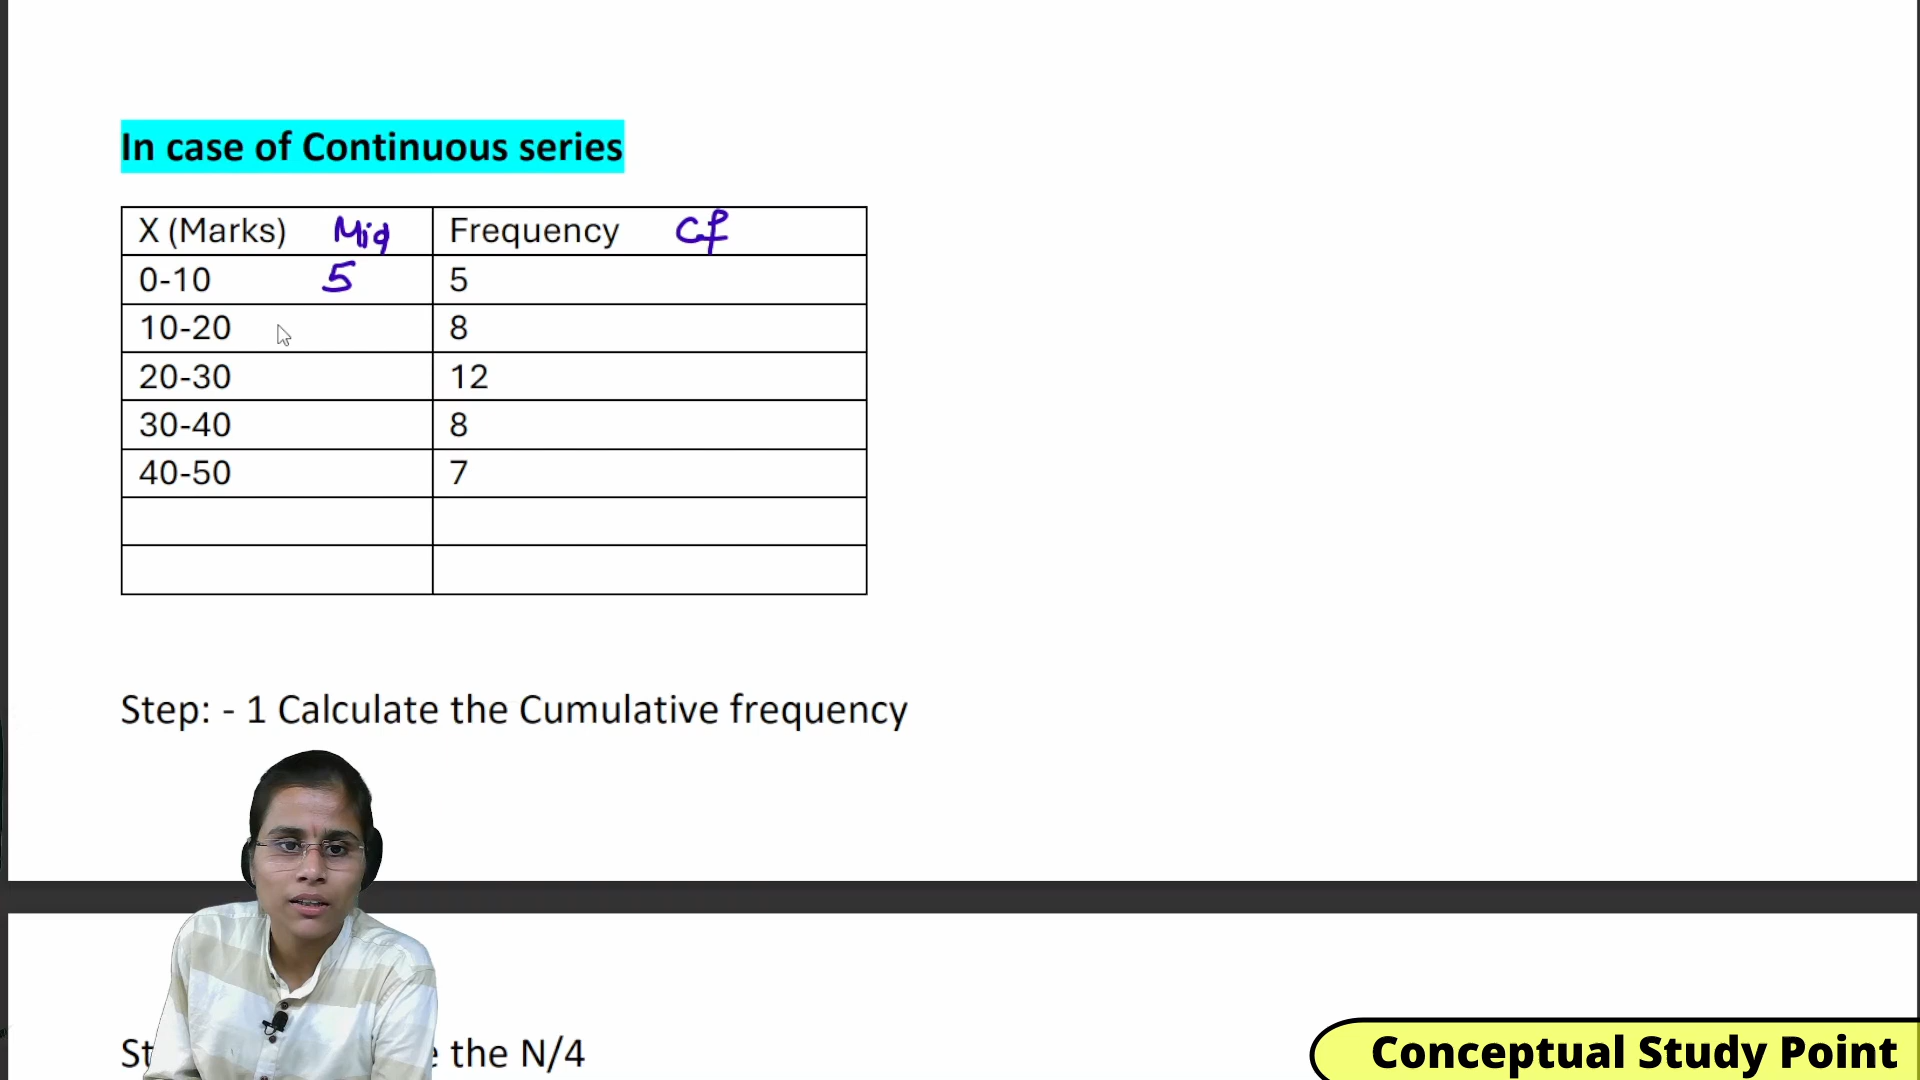 In case of Continuous series
X (Marks) Mid Frequency Cf
0-10 5 5
10-20 8
20-30 12
30-40 8
40-50 7
Step: - 1 Calculate the Cumulative frequency
St the N/4
Conceptual Study Point